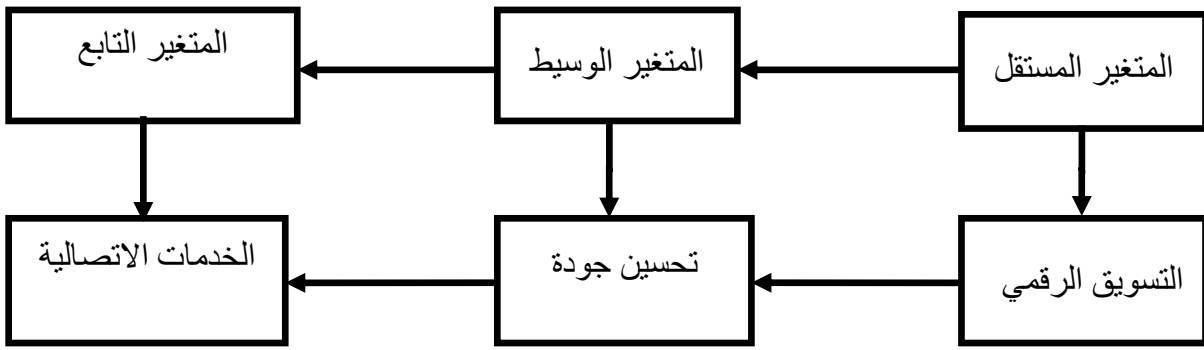 المتغير المستقل
المتغير الوسيط
المتغير التابع
التسويق الرقمي
تحسين جودة
الخدمات الاتصالية